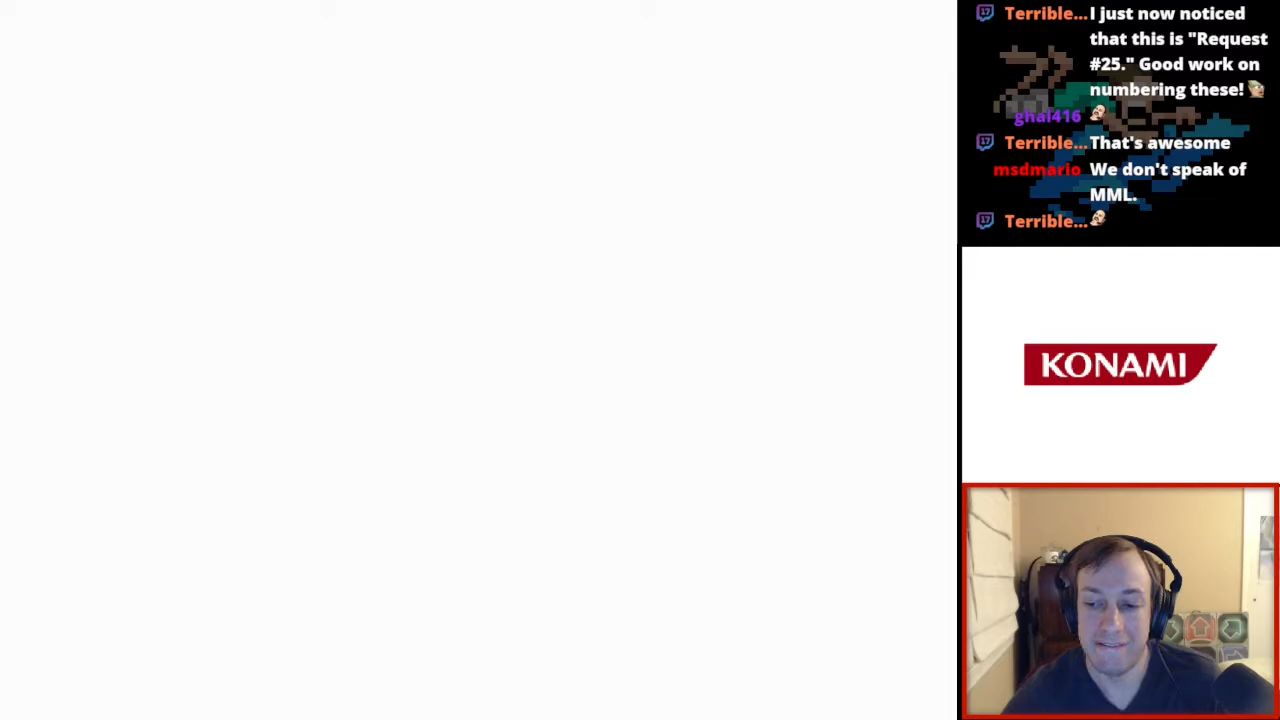 Terrible... I just now noticed
that this is "Request
#25." Good work on
numbering these!
ghal416
Terrible... That's awesome
msdmario We don't speak of
MML.
Terrible...
KONAMI